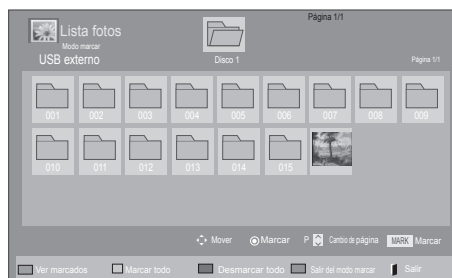 Página 1/1
Lista fotos
Modo marcar
USB externo
Disco 1
Página 1/1
001 002 003 004 005 006 007 008 009
010 011 012 013 014 015
Mover Marcar P Cambio de página MARK Marcar
Ver marcados Marcar todo Desmarcar todo Salir del modo marcar Salir